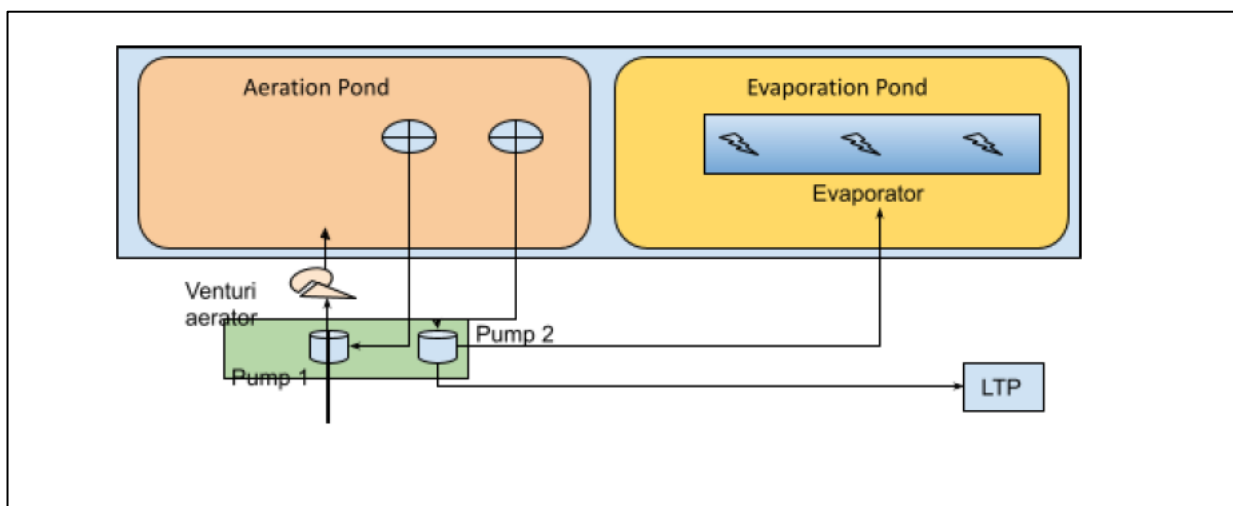 Aeration Pond
Evaporation Pond
Evaporator
Venturi
aerator
Pump 2
Pump 1
LTP